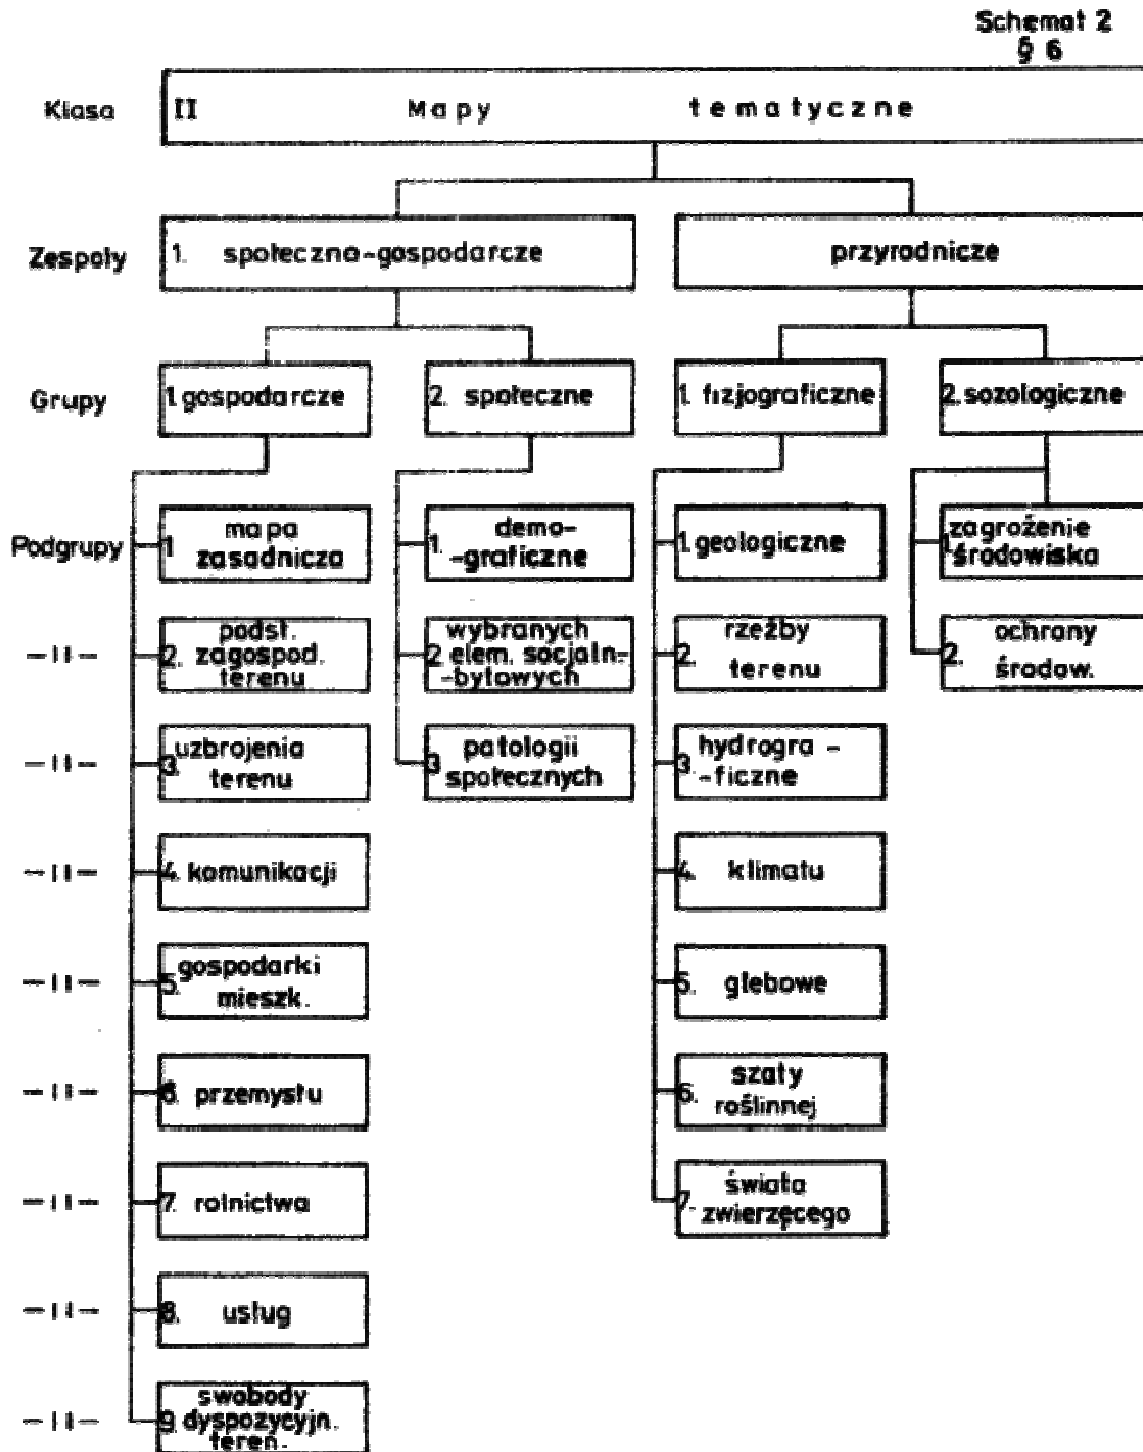 Schemat 2
§ 6
Klasa II Mapy tematyczne
Zespoły 1. społeczno-gospodarcze przyrodnicze
Grupy 1. gospodarcze 2. społeczne 1. fizjograficzne 2. sozologiczne
Podgrupy
1 mapa
zasadnicza
1. demo-
-graficzne
1. geologiczne
1. zagrożenie
środowiska
-II-
2. podst.
zagospod.
terenu
2 wybranych
elem. socjaln-
-bytowych
2. rzeźby
terenu
2. ochrony
środow.
-II-
3. uzbrojenia
terenu
3 patologii
społecznych
3. hydrogra-
-ficzne
-II-
4. komunikacji
4. klimatu
-II-
5. gospodarki
mieszk.
5. glebowe
-II-
6. przemysłu
6. szaty
roślinnej
-II-
7. rolnictwa
7. świata
zwierzęcego
-II-
8. usług
-II-
9. swobody
dyspozycyjn.
teren.